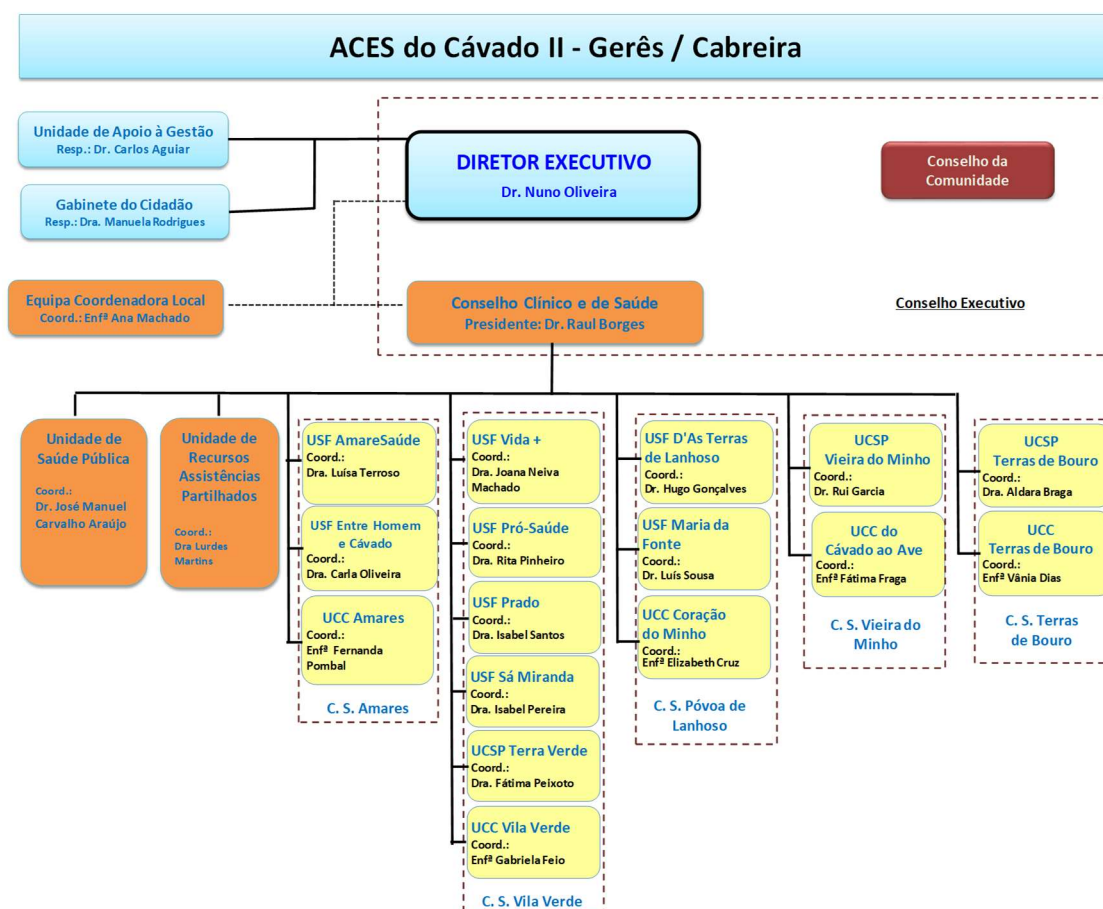 ACES do Cávado II - Gerês / Cabreira
Unidade de Apoio à Gestão
Resp.: Dr. Carlos Aguiar
Gabinete do Cidadão
Resp.: Dra. Manuela Rodrigues
DIRETOR EXECUTIVO
Dr. Nuno Oliveira
Conselho da
Comunidade
Equipa Coordenadora Local
Coord.: Enfª Ana Machado
Conselho Clínico e de Saúde
Presidente: Dr. Raul Borges
Conselho Executivo
Unidade de
Saúde Pública
Coord.:
Dr. José Manuel
Carvalho Araújo
Unidade de
Recursos
Assistências
Partilhados
Coord.:
Dra Lurdes
Martins
USF AmareSaúde
Coord.:
Dra. Luísa Terroso
USF Entre Homem
e Cávado
Coord.:
Dra. Carla Oliveira
UCC Amares
Coord.:
Enfª Fernanda
Pombal
C. S. Amares
USF Vida +
Coord.:
Dra. Joana Neiva
Machado
USF Pró-Saúde
Coord.:
Dra. Rita Pinheiro
USF Prado
Coord.:
Dra. Isabel Santos
USF Sá Miranda
Coord.:
Dra. Isabel Pereira
UCSP Terra Verde
Coord.:
Dra. Fátima Peixoto
UCC Vila Verde
Coord.:
Enfª Gabriela Feio
C. S. Vila Verde
USF D'As Terras
de Lanhoso
Coord.:
Dr. Hugo Gonçalves
USF Maria da
Fonte
Coord.:
Dr. Luís Sousa
UCC Coração
do Minho
Coord.:
Enfª Elizabeth Cruz
C. S. Póvoa de
Lanhoso
UCSP
Vieira do Minho
Coord.:
Dr. Rui Garcia
UCC do
Cávado ao Ave
Coord.:
Enfª Fátima Fraga
C. S. Vieira do
Minho
UCSP
Terras de Bouro
Coord.:
Dra. Aldara Braga
UCC
Terras de Bouro
Coord.:
Enfª Vânia Dias
C. S. Terras
de Bouro